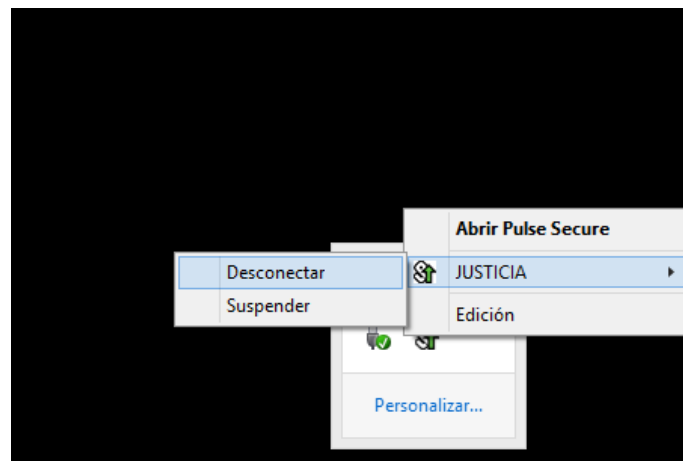 Abrir Pulse Secure
JUSTICIA
Desconectar
Suspender
Edición
Personalizar...